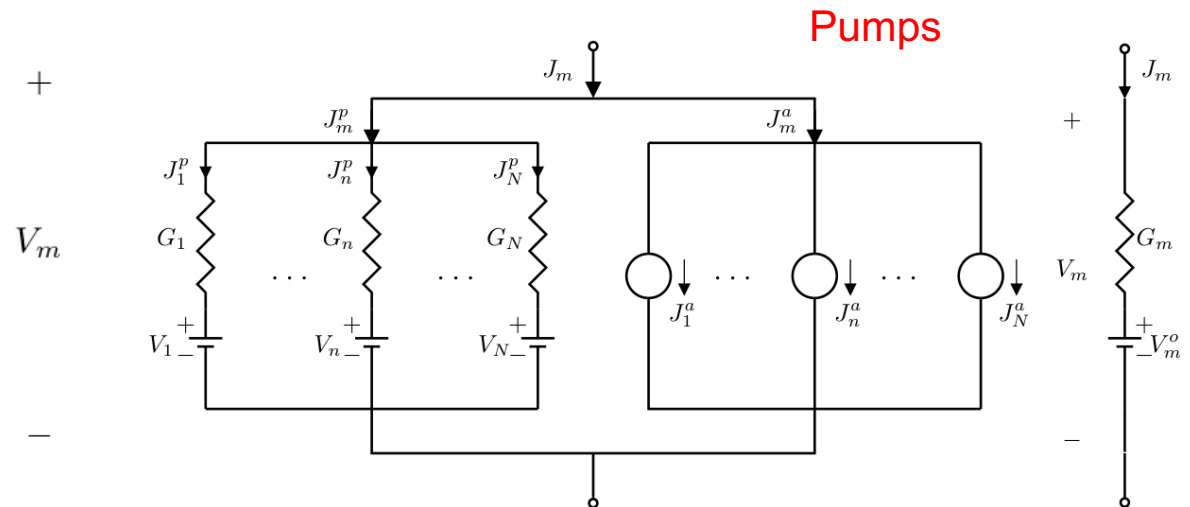 Pumps
+
J_m
J_m
J_m^p
J_m^a
+
J_1^p
J_n^p
J_N^p
V_m
G_1
G_n
G_N
G_m
. . .
. . .
. . .
. . .
V_m
J_1^a
J_n^a
J_N^a
+
+
+
+
V_1
V_n
V_N
V_m^o
−
−
−
−
−
−